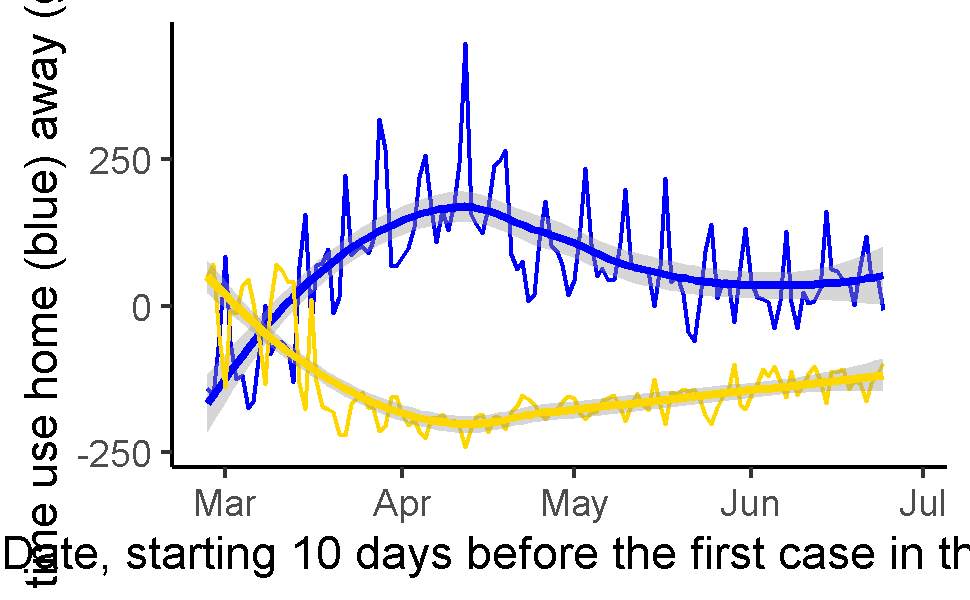 time use home (blue) away (
250
0
-250
Mar Apr May Jun Jul
Date, starting 10 days before the first case in th